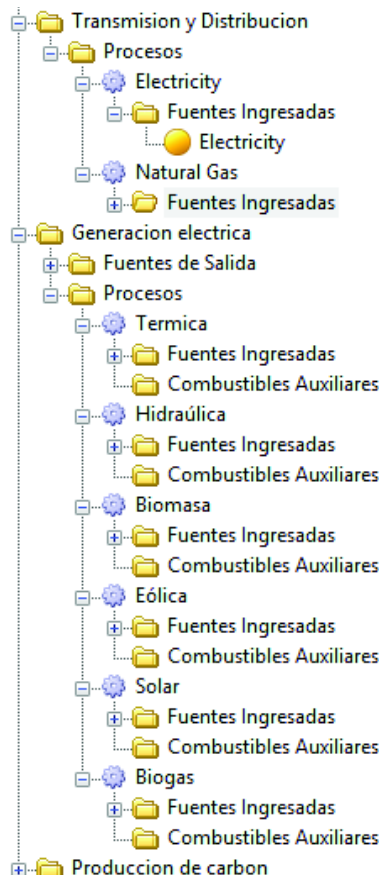 Transmision y Distribucion
Procesos
Electricity
Fuentes Ingresadas
Electricity
Natural Gas
Fuentes Ingresadas
Generacion electrica
Fuentes de Salida
Procesos
Termica
Fuentes Ingresadas
Combustibles Auxiliares
Hidraúlica
Fuentes Ingresadas
Combustibles Auxiliares
Biomasa
Fuentes Ingresadas
Combustibles Auxiliares
Eólica
Fuentes Ingresadas
Combustibles Auxiliares
Solar
Fuentes Ingresadas
Combustibles Auxiliares
Biogas
Fuentes Ingresadas
Combustibles Auxiliares
Produccion de carbon